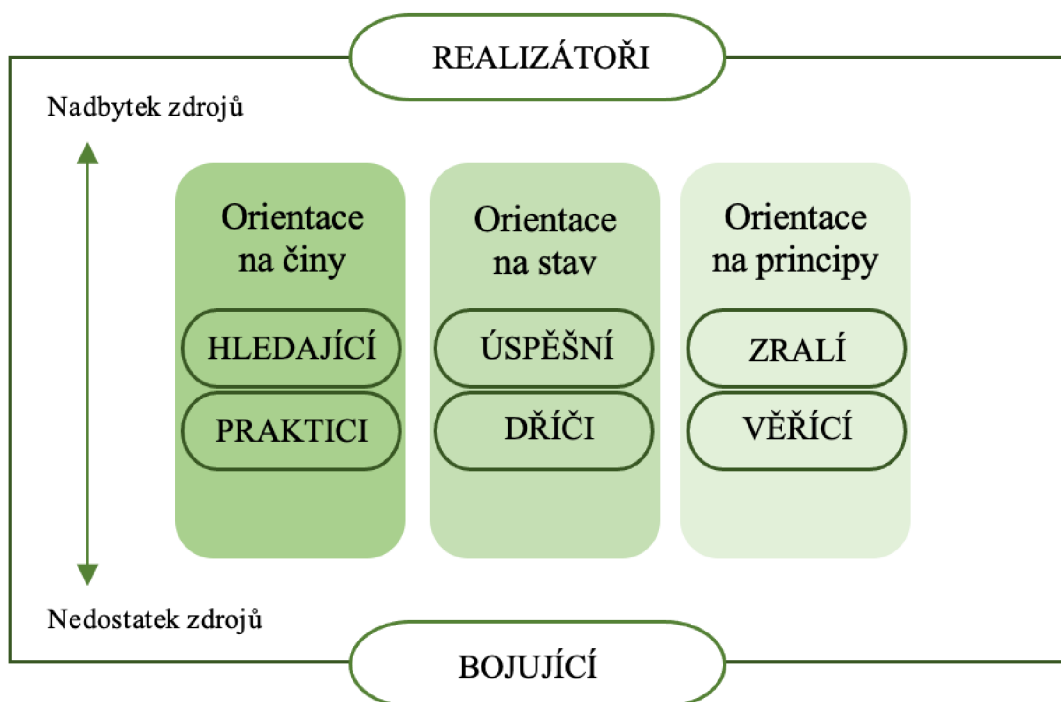 REALIZÁTOŘI
Nadbytek zdrojů
Orientace
na činy
HLEDAJÍCÍ
PRAKTICI
Orientace
na stav
ÚSPĚŠNÍ
DŘÍČI
Orientace
na principy
ZRALÍ
VĚŘÍCÍ
Nedostatek zdrojů
BOJUJÍCÍ